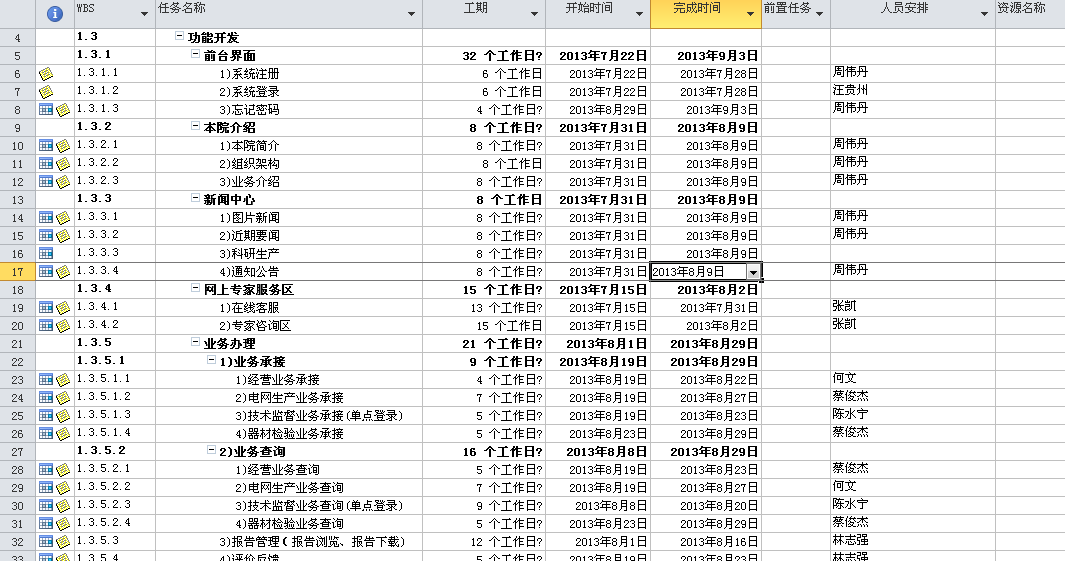 WBS 任务名称 工期 开始时间 完成时间 前置任务 人员安排 资源名称
4 1.3 功能开发
5 1.3.1 前台界面 32 个工作日? 2013年7月22日 2013年9月3日
6 1.3.1.1 1)系统注册 6 个工作日 2013年7月22日 2013年7月28日 周伟丹
7 1.3.1.2 2)系统登录 6 个工作日 2013年7月22日 2013年7月28日 汪贵州
8 1.3.1.3 3)忘记密码 4 个工作日? 2013年8月29日 2013年9月3日 周伟丹
9 1.3.2 本院介绍 8 个工作日? 2013年7月31日 2013年8月9日
10 1.3.2.1 1)本院简介 8 个工作日? 2013年7月31日 2013年8月9日 周伟丹
11 1.3.2.2 2)组织架构 8 个工作日 2013年7月31日 2013年8月9日 周伟丹
12 1.3.2.3 3)业务介绍 8 个工作日? 2013年7月31日 2013年8月9日 周伟丹
13 1.3.3 新闻中心 8 个工作日 2013年7月31日 2013年8月9日
14 1.3.3.1 1)图片新闻 8 个工作日? 2013年7月31日 2013年8月9日 周伟丹
15 1.3.3.2 2)近期要闻 8 个工作日? 2013年7月31日 2013年8月9日 周伟丹
16 1.3.3.3 3)科研生产 8 个工作日? 2013年7月31日 2013年8月9日
17 1.3.3.4 4)通知公告 8 个工作日? 2013年7月31日 2013年8月9日 周伟丹
18 1.3.4 网上专家服务区 15 个工作日? 2013年7月15日 2013年8月2日
19 1.3.4.1 1)在线客服 13 个工作日? 2013年7月15日 2013年7月31日 张凯
20 1.3.4.2 2)专家咨询区 15 个工作日 2013年7月15日 2013年8月2日 张凯
21 1.3.5 业务办理 21 个工作日? 2013年8月1日 2013年8月29日
22 1.3.5.1 1)业务承接 9 个工作日? 2013年8月19日 2013年8月29日
23 1.3.5.1.1 1)经营业务承接 4 个工作日? 2013年8月19日 2013年8月22日 何文
24 1.3.5.1.2 2)电网生产业务承接 7 个工作日? 2013年8月19日 2013年8月27日 蔡俊杰
25 1.3.5.1.3 3)技术监督业务承接(单点登录) 5 个工作日? 2013年8月19日 2013年8月23日 陈水宁
26 1.3.5.1.4 4)器材检验业务承接 5 个工作日? 2013年8月23日 2013年8月29日 蔡俊杰
27 1.3.5.2 2)业务查询 16 个工作日? 2013年8月8日 2013年8月29日
28 1.3.5.2.1 1)经营业务查询 5 个工作日? 2013年8月19日 2013年8月23日 蔡俊杰
29 1.3.5.2.2 2)电网生产业务查询 7 个工作日? 2013年8月19日 2013年8月27日 何文
30 1.3.5.2.3 3)技术监督业务查询(单点登录) 9 个工作日? 2013年8月8日 2013年8月20日 陈水宁
31 1.3.5.2.4 4)器材检验业务查询 5 个工作日? 2013年8月23日 2013年8月29日 蔡俊杰
32 1.3.5.3 3)报告管理( 报告浏览、报告下载) 12 个工作日? 2013年8月1日 2013年8月16日 林志强
33 1.3.5.4 4)评价反馈 5 个工作日? 2013年8月19日 2013年8月23日 林志强